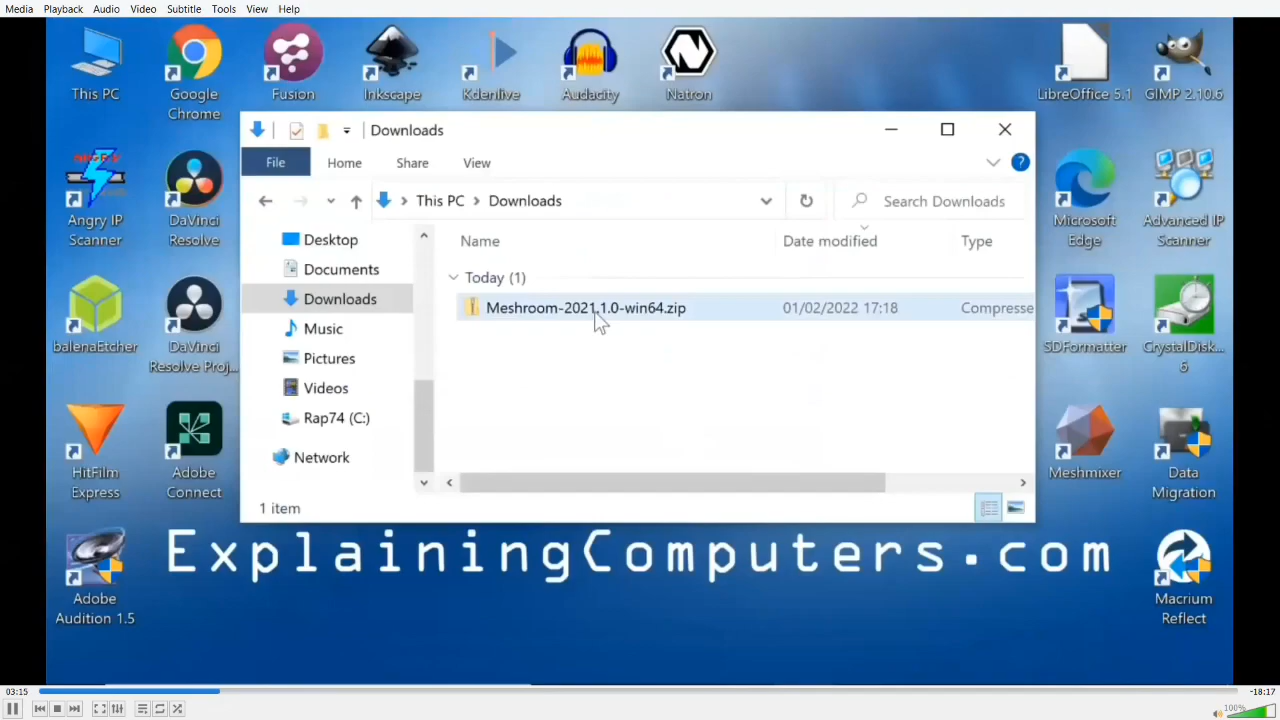 Media Playback Audio Video Subtitle Tools View Help
This PC
Google
Chrome
Fusion
Inkscape
Kdenlive
Audacity
Natron
LibreOffice 5.1
GIMP 2.10.6
Downloads
File Home Share View
This PC Downloads
Search Downloads
Angry IP
Scanner
DaVinci
Resolve
Microsoft
Edge
Advanced IP
Scanner
Desktop
Documents
Downloads
Music
Pictures
Videos
Rap74 (C:)
Network
Name Date modified Type
Today (1)
Meshroom-2021.1.0-win64.zip 01/02/2022 17:18 Compresse
1 item
balenaEtcher
DaVinci
Resolve Proj...
SDFormatter
CrystalDisk...
6
HitFilm
Express
Adobe
Connect
Meshmixer
Data
Migration
Adobe
Audition 1.5
ExplainingComputers.com
Macrium
Reflect
03:15
-18:17
100%